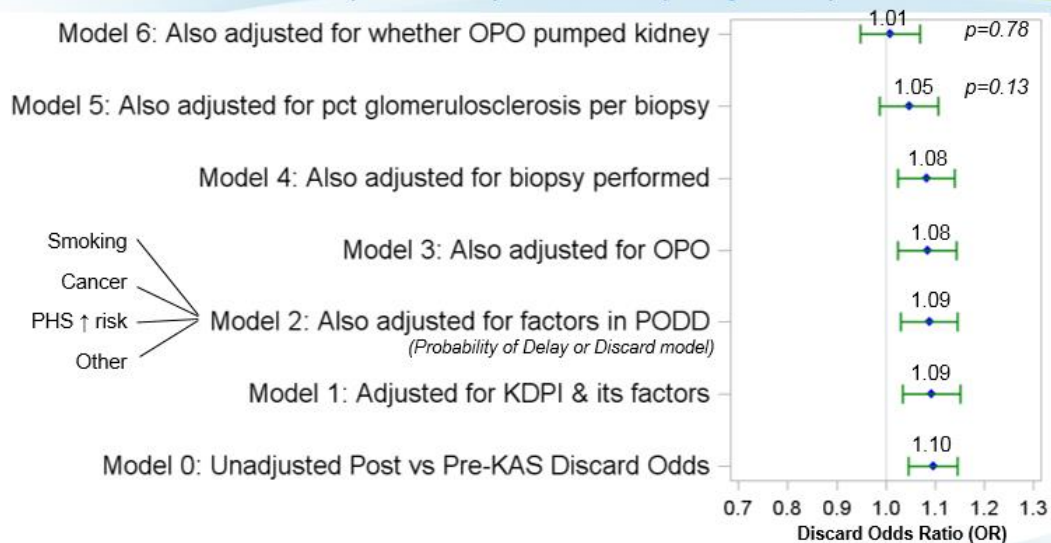 Model 6: Also adjusted for whether OPO pumped kidney
1.01
p=0.78
Model 5: Also adjusted for pct glomerulosclerosis per biopsy
1.05
p=0.13
Model 4: Also adjusted for biopsy performed
1.08
Model 3: Also adjusted for OPO
1.08
Smoking
Cancer
PHS ↑ risk
Other
Model 2: Also adjusted for factors in PODD
(Probability of Delay or Discard model)
1.09
Model 1: Adjusted for KDPI & its factors
1.09
Model 0: Unadjusted Post vs Pre-KAS Discard Odds
1.10
0.7 0.8 0.9 1.0 1.1 1.2 1.3
Discard Odds Ratio (OR)